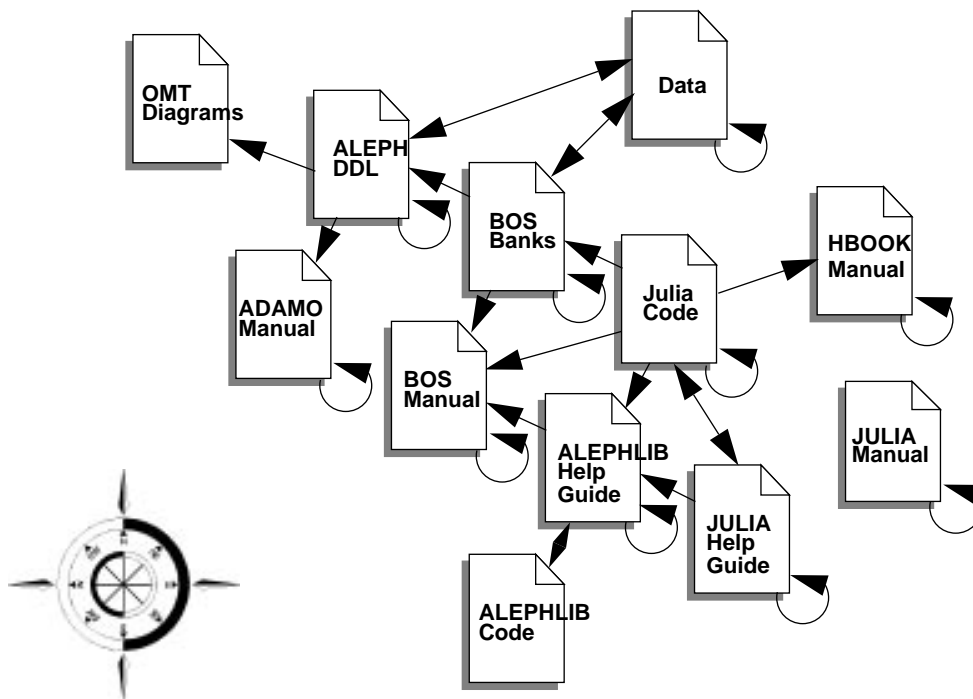 OMT
Diagrams
Data
ALEPH
DDL
BOS
Banks
HBOOK
Manual
Julia
Code
ADAMO
Manual
BOS
Manual
JULIA
Manual
ALEPHLIB
Help
Guide
JULIA
Help
Guide
ALEPHLIB
Code